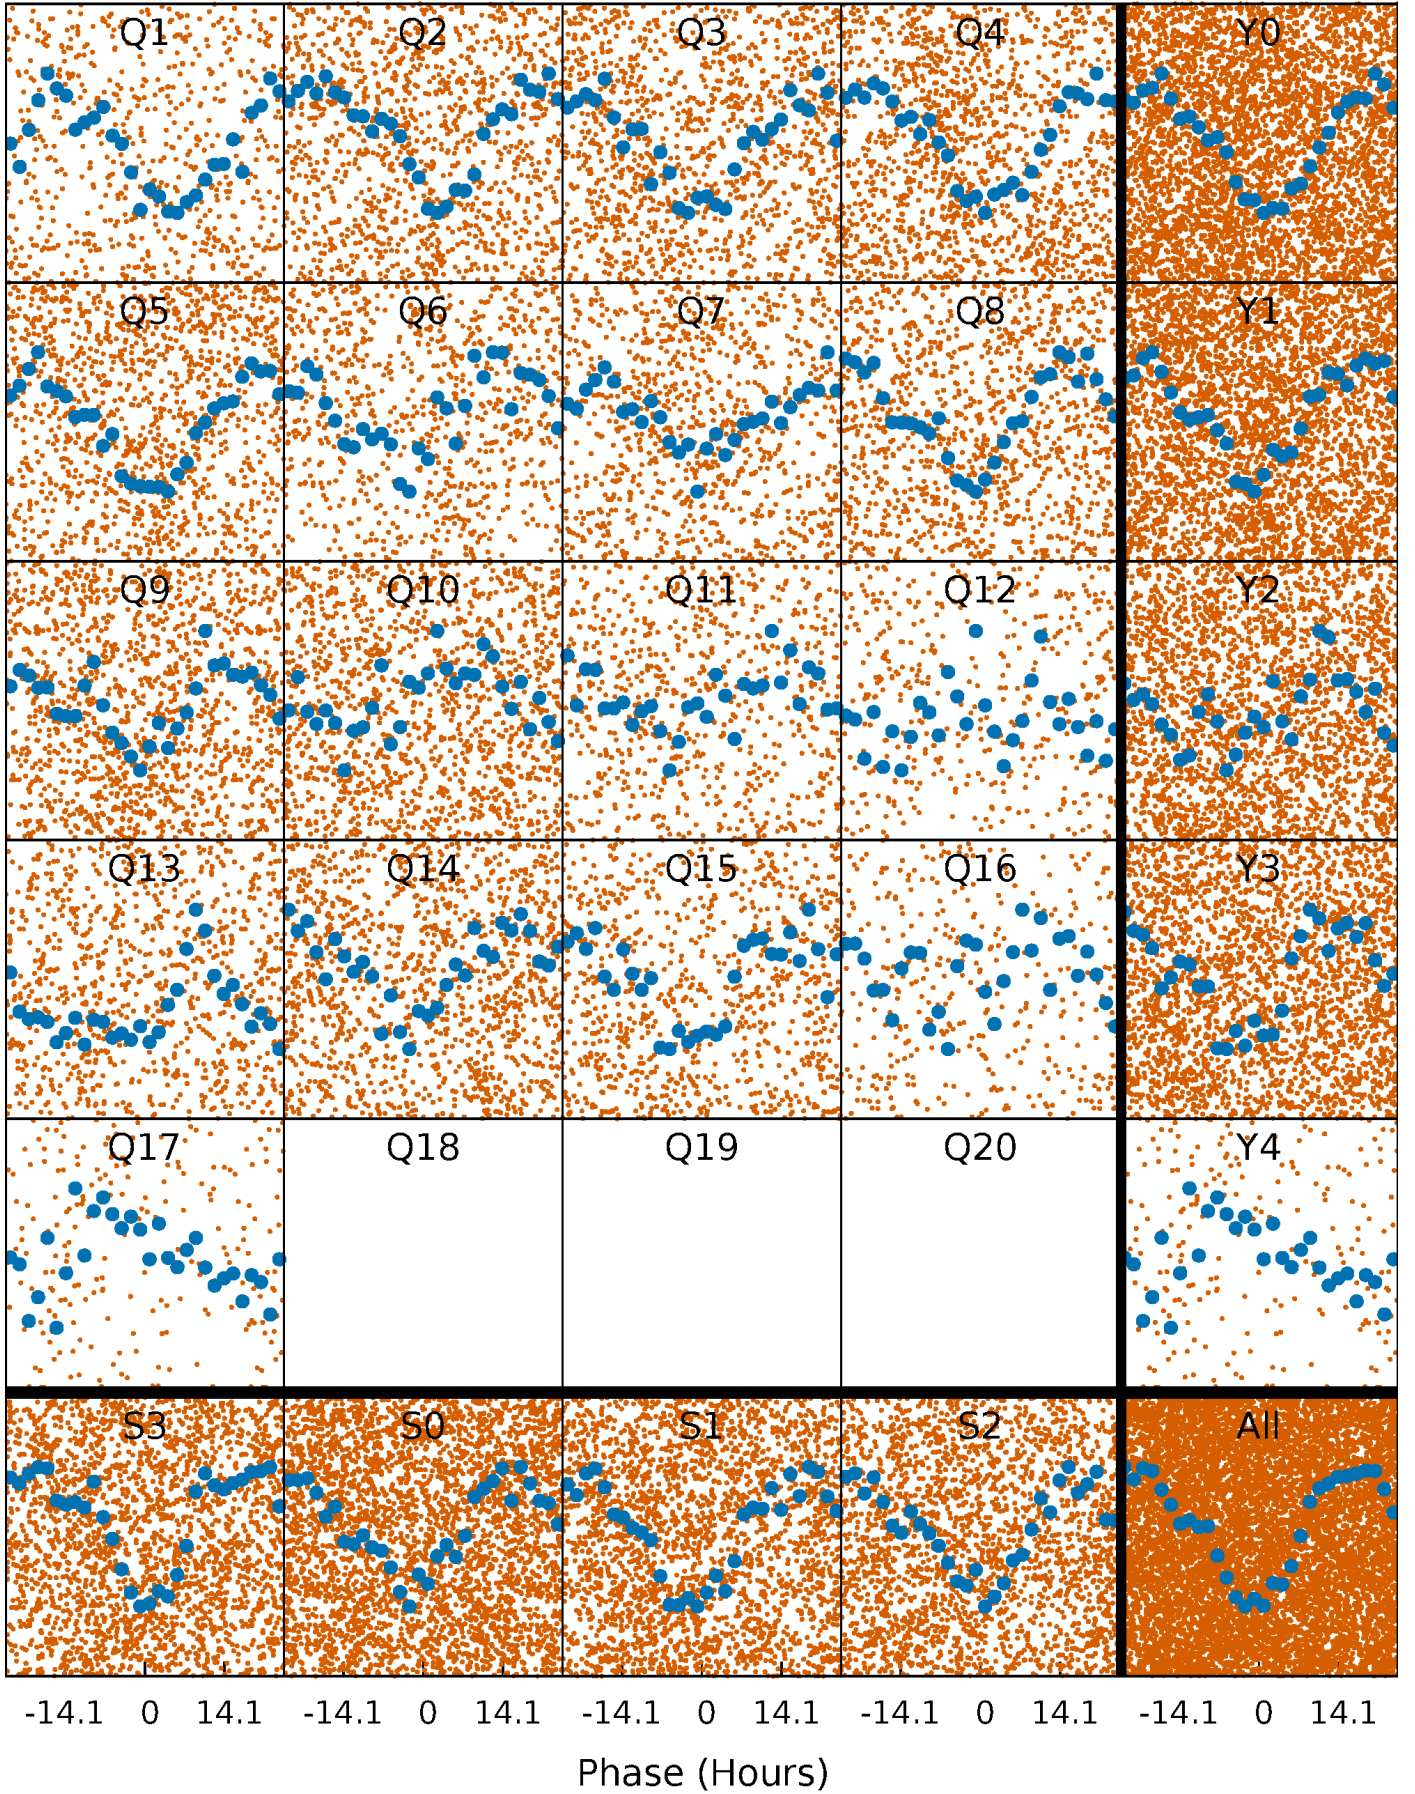 Q1 Q2 Q3 Q4 Y0
Q5 Q6 Q7 Q8 Y1
Q9 Q10 Q11 Q12 Y2
Q13 Q14 Q15 Q16 Y3
Q17 Q18 Q19 Q20 Y4
S3 S0 S1 S2 All
-14.1 0 14.1 -14.1 0 14.1 -14.1 0 14.1 -14.1 0 14.1 -14.1 0 14.1
Phase (Hours)